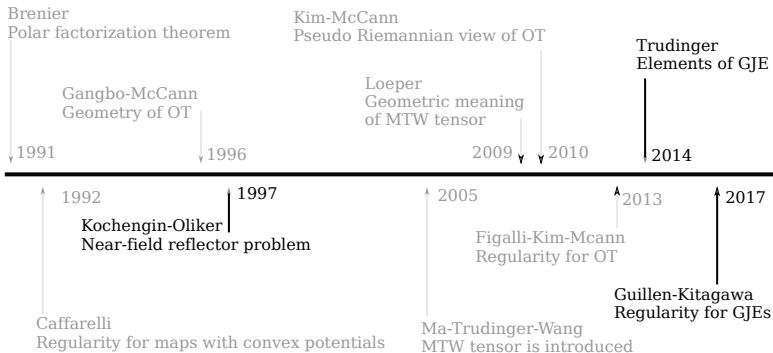 Brenier
Polar factorization theorem
Kim-McCann
Pseudo Riemannian view of OT
Trudinger
Elements of GJE
Gangbo-McCann
Geometry of OT
Loeper
Geometric meaning
of MTW tensor
1991
1996
2009
2010
2014
1992
1997
2005
2013
2017
Kochengin-Oliker
Near-field reflector problem
Figalli-Kim-Mcann
Regularity for OT
Guillen-Kitagawa
Regularity for GJEs
Caffarelli
Regularity for maps with convex potentials
Ma-Trudinger-Wang
MTW tensor is introduced